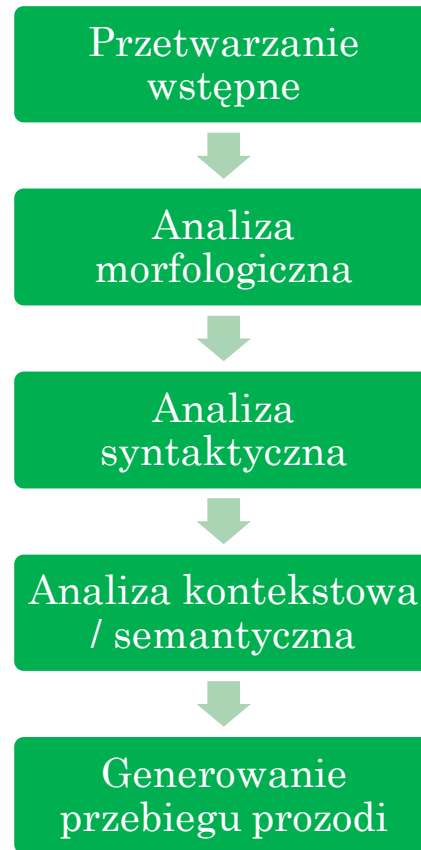 Przetwarzanie
wstępne
Analiza
morfologiczna
Analiza
syntaktyczna
Analiza kontekstowa
/ semantyczna
Generowanie
przebiegu prozodi